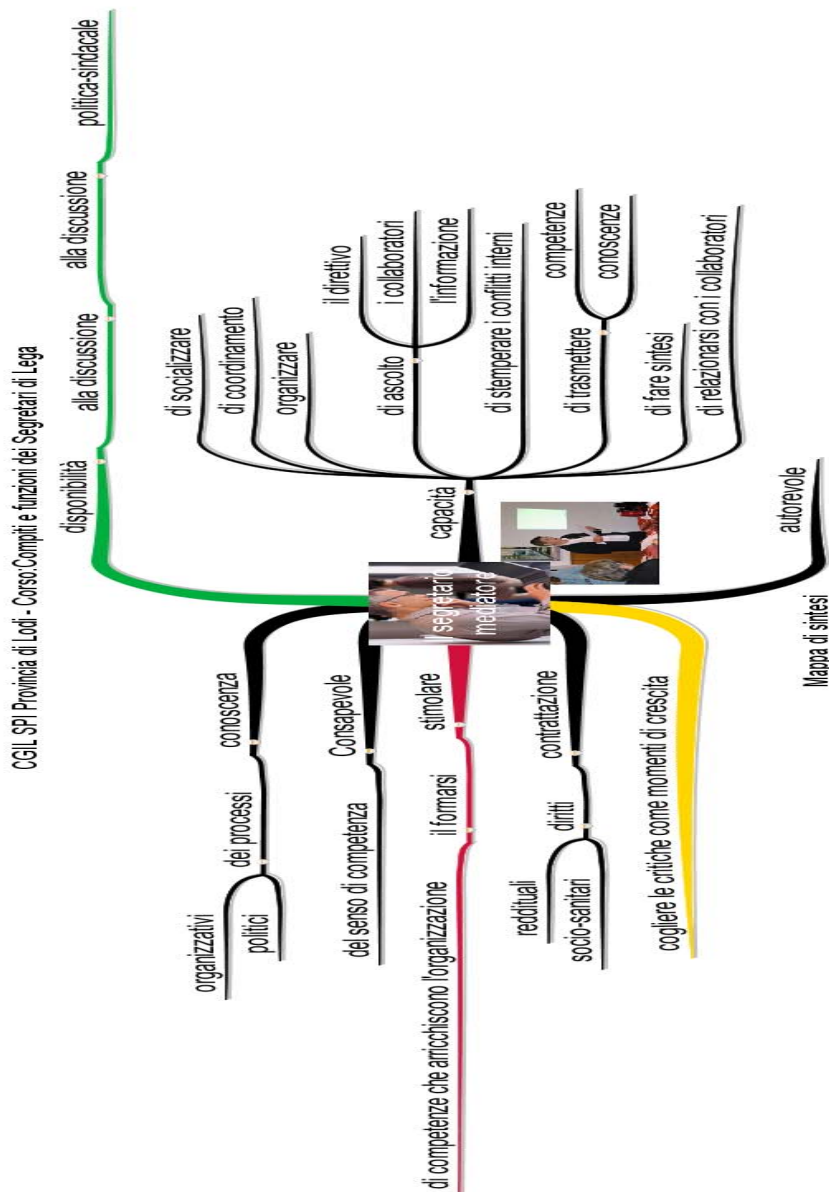 CGIL SPI Provincia di Lodi - Corso:Compiti e funzioni dei Segretari di Lega
disponibilità
alla discussione
alla discussione
politica-sindacale
capacità
di socializzare
di coordinamento
organizzare
di ascolto
il direttivo
i collaboratori
l'informazione
di stemperare i conflitti interni
di trasmettere
competenze
conoscenze
di fare sintesi
di relazionarsi con i collaboratori
autorevole
Il segretario
mediatore
conoscenza
dei processi
organizzativi
politici
Consapevole
del senso di competenza
stimolare
il formarsi
di competenze che arricchiscono l'organizzazione
contrattazione
diritti
reddituali
socio-sanitari
cogliere le critiche come momenti di crescita
Mappa di sintesi